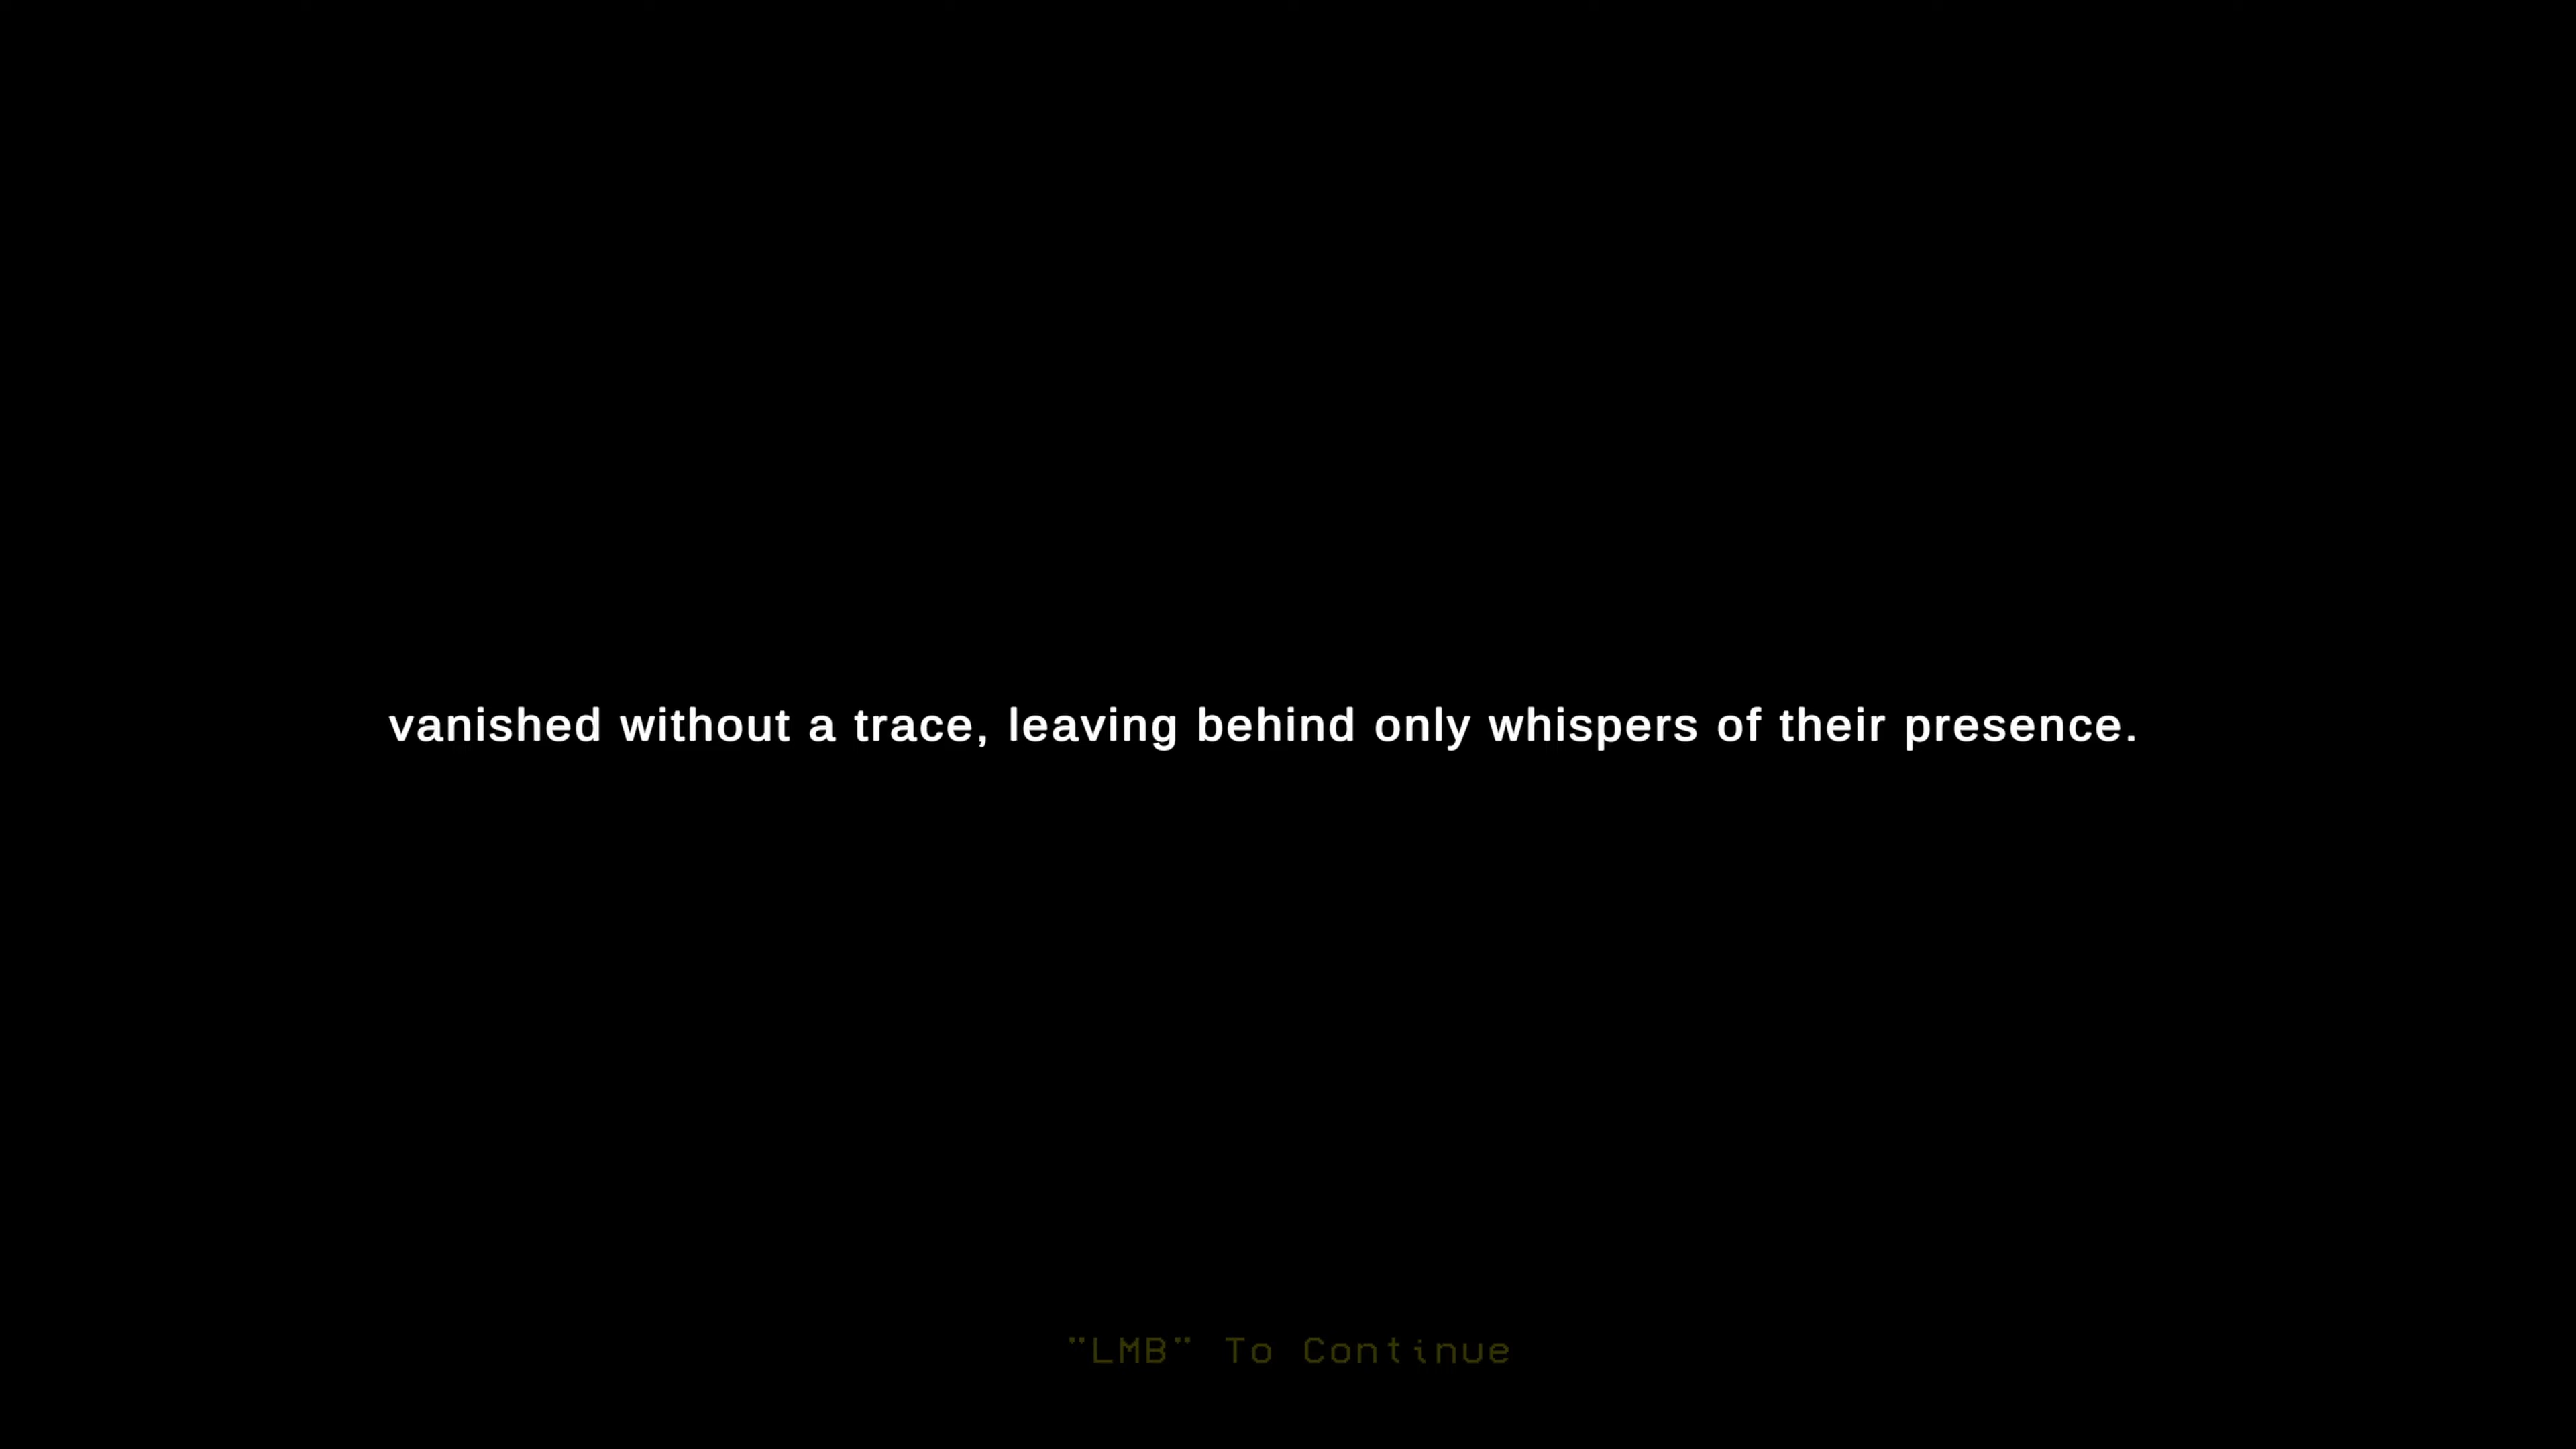 vanished without a trace, leaving behind only whispers of their presence.
"LMB" To Continue